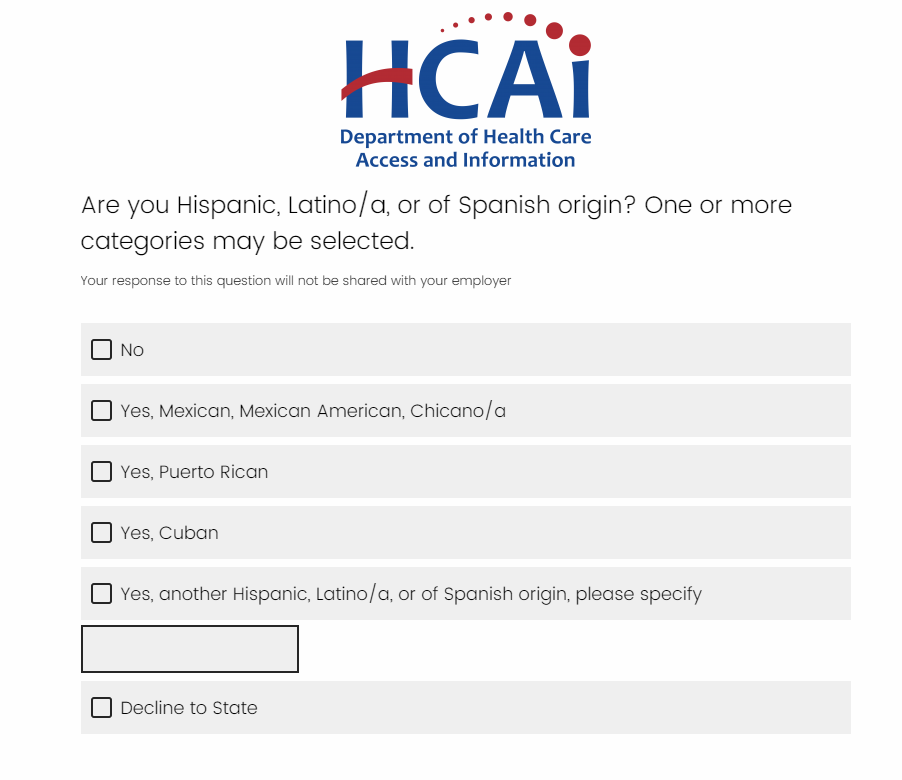 HCAi
Department of Health Care
Access and Information
Are you Hispanic, Latino/a, or of Spanish origin? One or more
categories may be selected.
Your response to this question will not be shared with your employer
No
Yes, Mexican, Mexican American, Chicano/a
Yes, Puerto Rican
Yes, Cuban
Yes, another Hispanic, Latino/a, or of Spanish origin, please specify
Decline to State